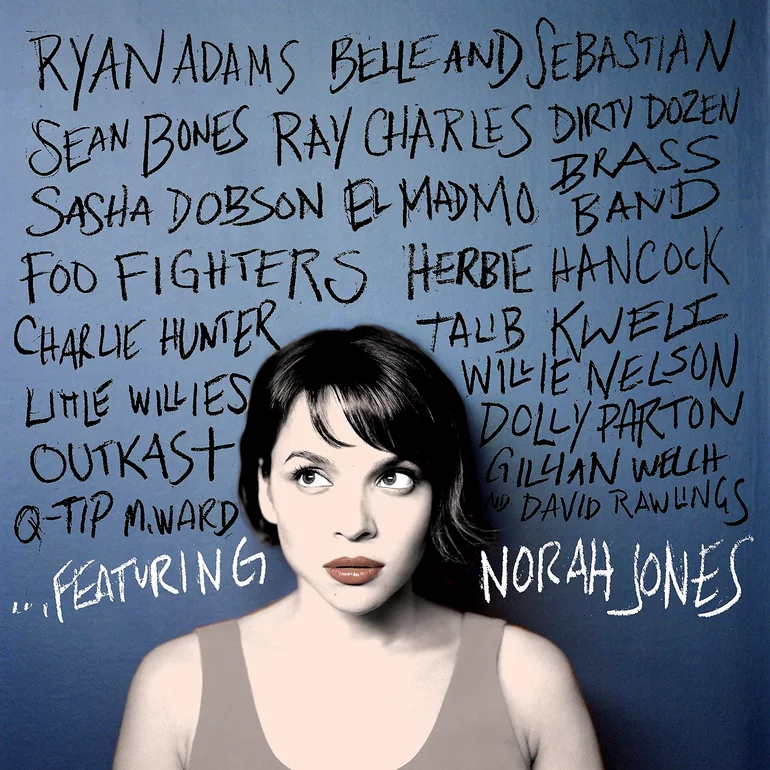 RYAN ADAMS BELLE AND SEBASTIAN
SEAN BONES RAY CHARLES DIRTY DOZEN
BRASS
SASHA DOBSON EL MADMO BAND
FOO FIGHTERS HERBIE HANCOCK
CHARLIE HUNTER TALIB KWELI
LITTLE WILLIES WILLIE NELSON
OUTKAST DOLLY PARTON
GILLIAN WELCH
Q-TIP M.WARD AND DAVID RAWLINGS
...FEATURING NORAH JONES